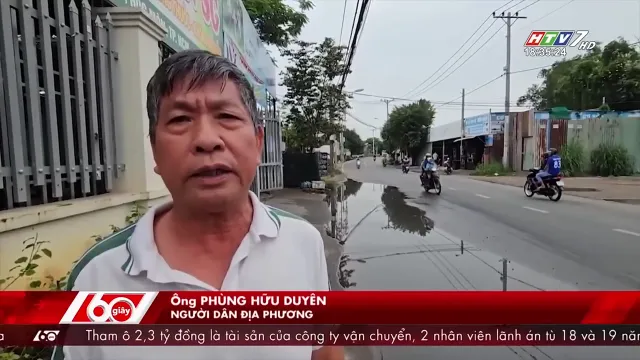 HTV7 HD
18:35:24
83
60 giây
Ông PHÙNG HỮU DUYÊN
NGƯỜI DÂN ĐỊA PHƯƠNG
60 Tham ô 2,3 tỷ đồng là tài sản của công ty vận chuyển, 2 nhân viên lãnh án tù 18 và 19 năm